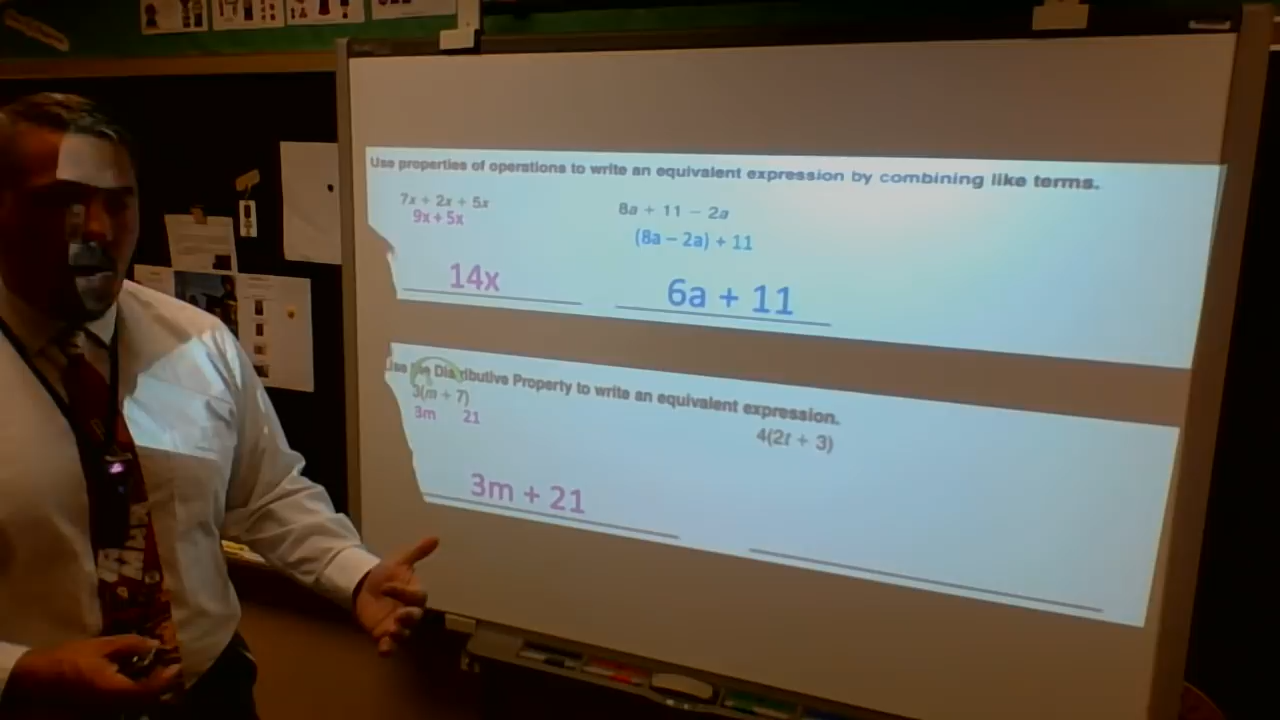 Use properties of operations to write an equivalent expression by combining like terms.
7x + 2x + 5x
9x + 5x
14x
8a + 11 - 2a
(8a - 2a) + 11
6a + 11
Use the Distributive Property to write an equivalent expression.
3(m + 7)
3m 21
3m + 21
4(2t + 3)